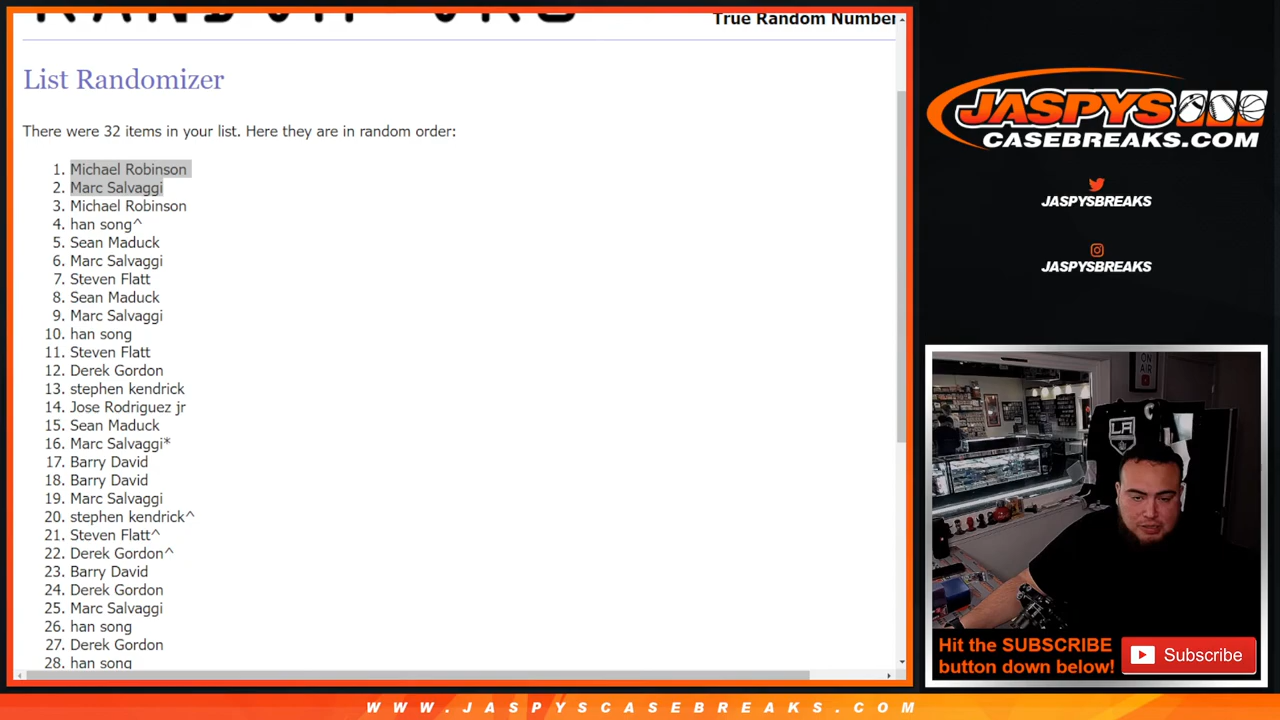 RANDOM ORG
True Random Number
List Randomizer
There were 32 items in your list. Here they are in random order:
1. Michael Robinson
2. Marc Salvaggi
3. Michael Robinson
4. han song^
5. Sean Maduck
6. Marc Salvaggi
7. Steven Flatt
8. Sean Maduck
9. Marc Salvaggi
10. han song
11. Steven Flatt
12. Derek Gordon
13. stephen kendrick
14. Jose Rodriguez jr
15. Sean Maduck
16. Marc Salvaggi*
17. Barry David
18. Barry David
19. Marc Salvaggi
20. stephen kendrick^
21. Steven Flatt^
22. Derek Gordon^
23. Barry David
24. Derek Gordon
25. Marc Salvaggi
26. han song
27. Derek Gordon
28. han song
JASPYS
CASEBREAKS.COM
JASPYSBREAKS
JASPYSBREAKS
ON AIR
LA
Hit the SUBSCRIBE
button down below!
Subscribe
WWW.JASPYSCASEBREAKS.COM